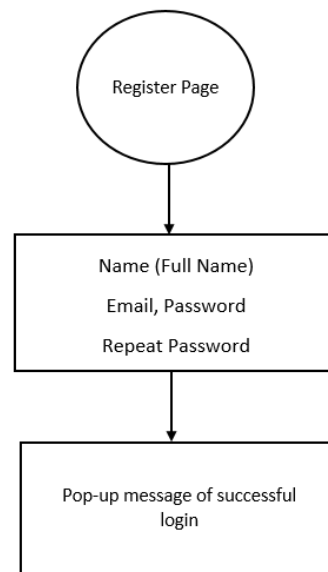 Register Page
Name (Full Name)
Email, Password
Repeat Password
Pop-up message of successful
login